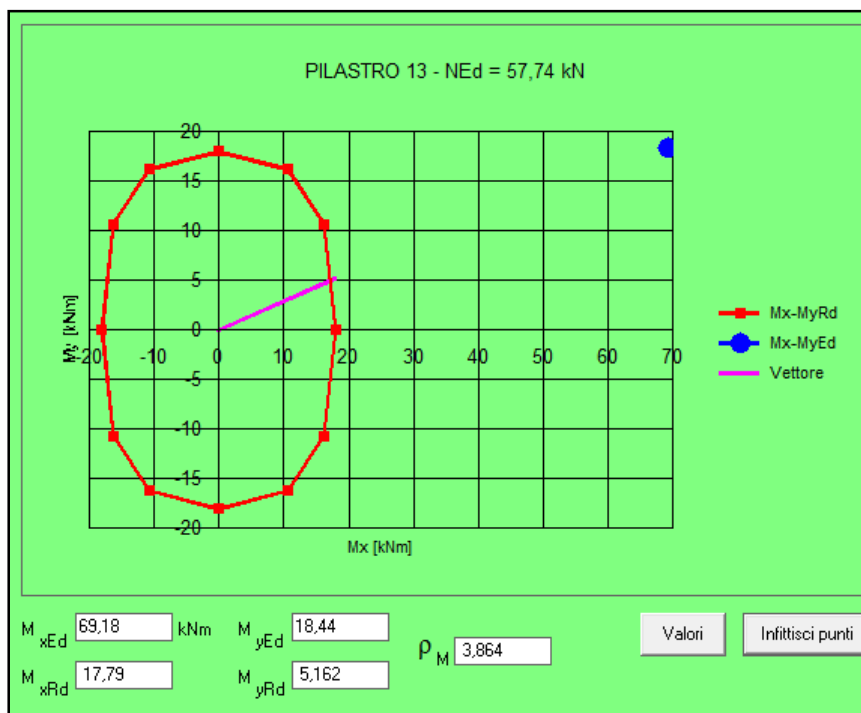 PILASTRO 13 - NEd = 57,74 kN
20
15
10
5
0
-5
-10
-15
-20
My [kNm]
-20 -10 0 10 20 30 40 50 60 70
Mx [kNm]
Mx-MyRd
Mx-MyEd
Vettore
M xEd 69,18 kNm M yEd 18,44
M xRd 17,79 M yRd 5,162
ρ M 3,864
Valori
Infittisci punti